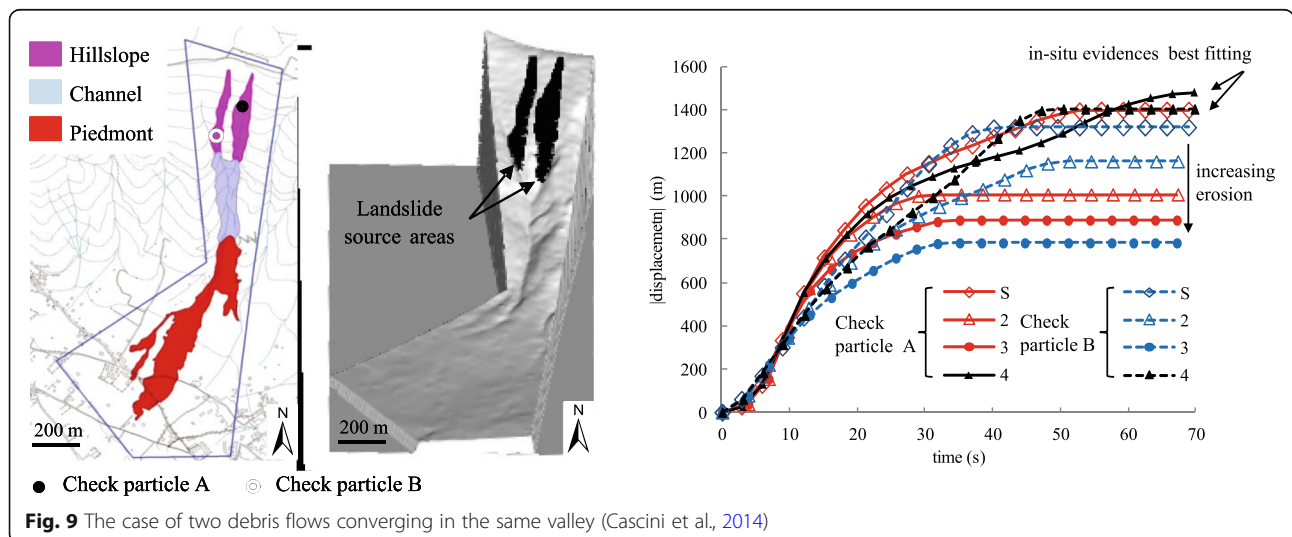 Hillslope
Channel
Piedmont
200 m
N
Check particle A
Check particle B
Landslide
source areas
200 m
N
in-situ evidences best fitting
increasing
erosion
|displacemetn| (m)
1600
1400
1200
1000
800
600
400
200
0
0 10 20 30 40 50 60 70
time (s)
Check
particle A
S
2
3
4
Check
particle B
S
2
3
4
Fig. 9 The case of two debris flows converging in the same valley (Cascini et al., 2014)